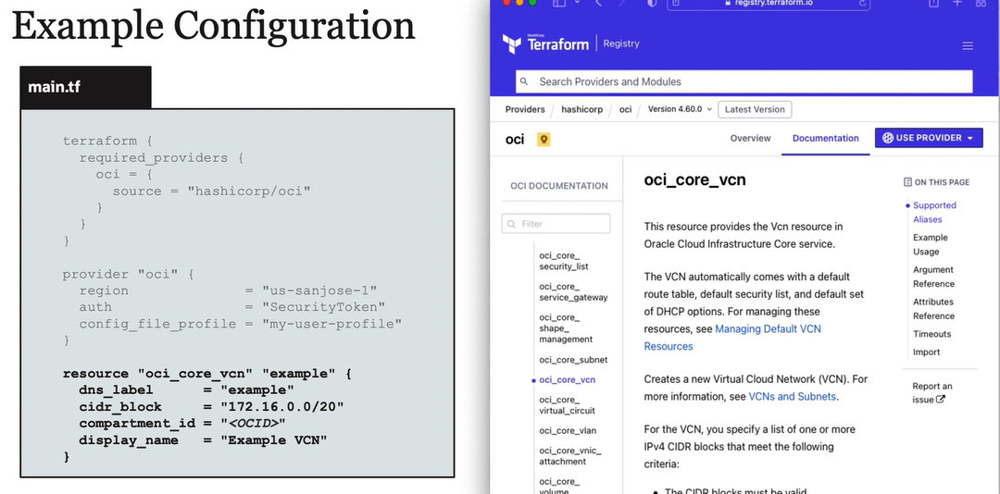 Example Configuration
main.tf
terraform {
required_providers {
oci = {
source = "hashicorp/oci"
}
}
}
provider "oci" {
region = "us-sanjose-1"
auth = "SecurityToken"
config_file_profile = "my-user-profile"
}
resource "oci_core_vcn" "example" {
dns_label = "example"
cidr_block = "172.16.0.0/20"
compartment_id = "<OCID>"
display_name = "Example VCN"
}
registry.terraform.io
HashiCorp
Terraform
Registry
Search Providers and Modules
Providers / hashicorp / oci / Version 4.60.0 Latest Version
oci
Overview Documentation USE PROVIDER
OCI DOCUMENTATION
Filter
oci_core_
security_list
oci_core_
service_gateway
oci_core_
shape_
management
oci_core_subnet
oci_core_vcn
oci_core_
virtual_circuit
oci_core_vlan
oci_core_vnic_
attachment
oci_core_
volume
oci_core_vcn
This resource provides the Vcn resource in
Oracle Cloud Infrastructure Core service.
The VCN automatically comes with a default
route table, default security list, and default set
of DHCP options. For managing these
resources, see Managing Default VCN
Resources
Creates a new Virtual Cloud Network (VCN). For
more information, see VCNs and Subnets.
For the VCN, you specify a list of one or more
IPv4 CIDR blocks that meet the following
criteria:
• The CIDR blocks must be valid
ON THIS PAGE
Supported
Aliases
Example
Usage
Argument
Reference
Attributes
Reference
Timeouts
Import
Report an
issue